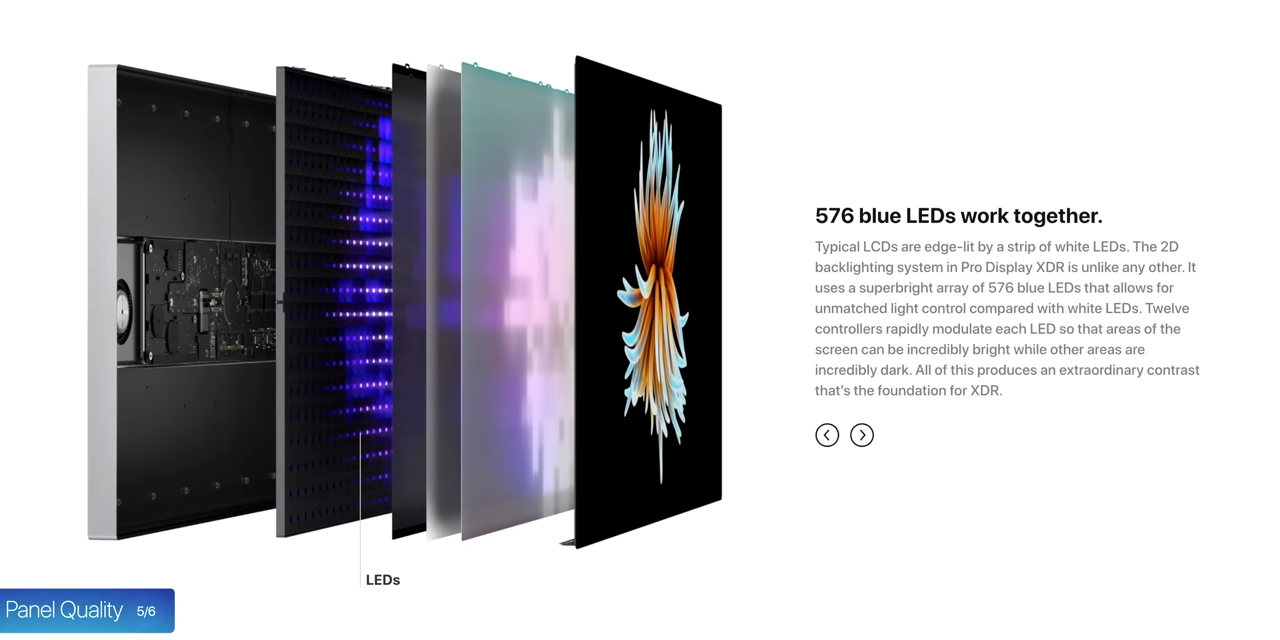 576 blue LEDs work together.
Typical LCDs are edge-lit by a strip of white LEDs. The 2D
backlighting system in Pro Display XDR is unlike any other. It
uses a superbright array of 576 blue LEDs that allows for
unmatched light control compared with white LEDs. Twelve
controllers rapidly modulate each LED so that areas of the
screen can be incredibly bright while other areas are
incredibly dark. All of this produces an extraordinary contrast
that's the foundation for XDR.
LEDs
Panel Quality 5/6